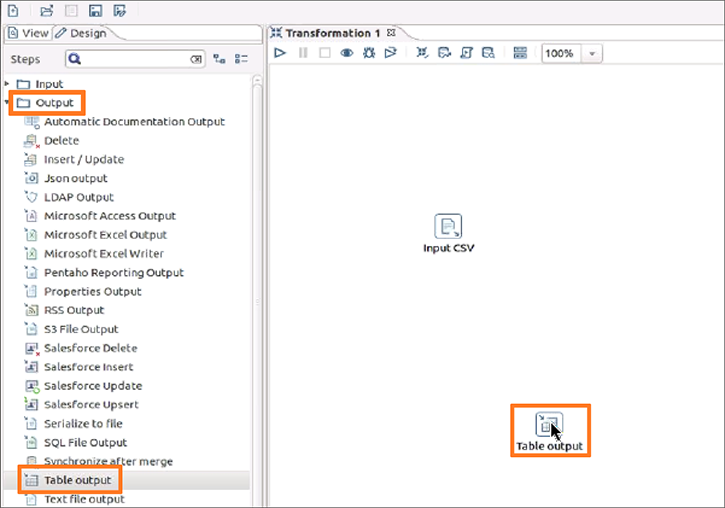 View Design
Transformation 1
Steps
100%
Input
Output
Automatic Documentation Output
Delete
Insert / Update
Json output
LDAP Output
Microsoft Access Output
Microsoft Excel Output
Microsoft Excel Writer
Pentaho Reporting Output
Properties Output
RSS Output
S3 File Output
Salesforce Delete
Salesforce Insert
Salesforce Update
Salesforce Upsert
Serialize to file
SQL File Output
Synchronize after merge
Table output
Text file output
Input CSV
Table output